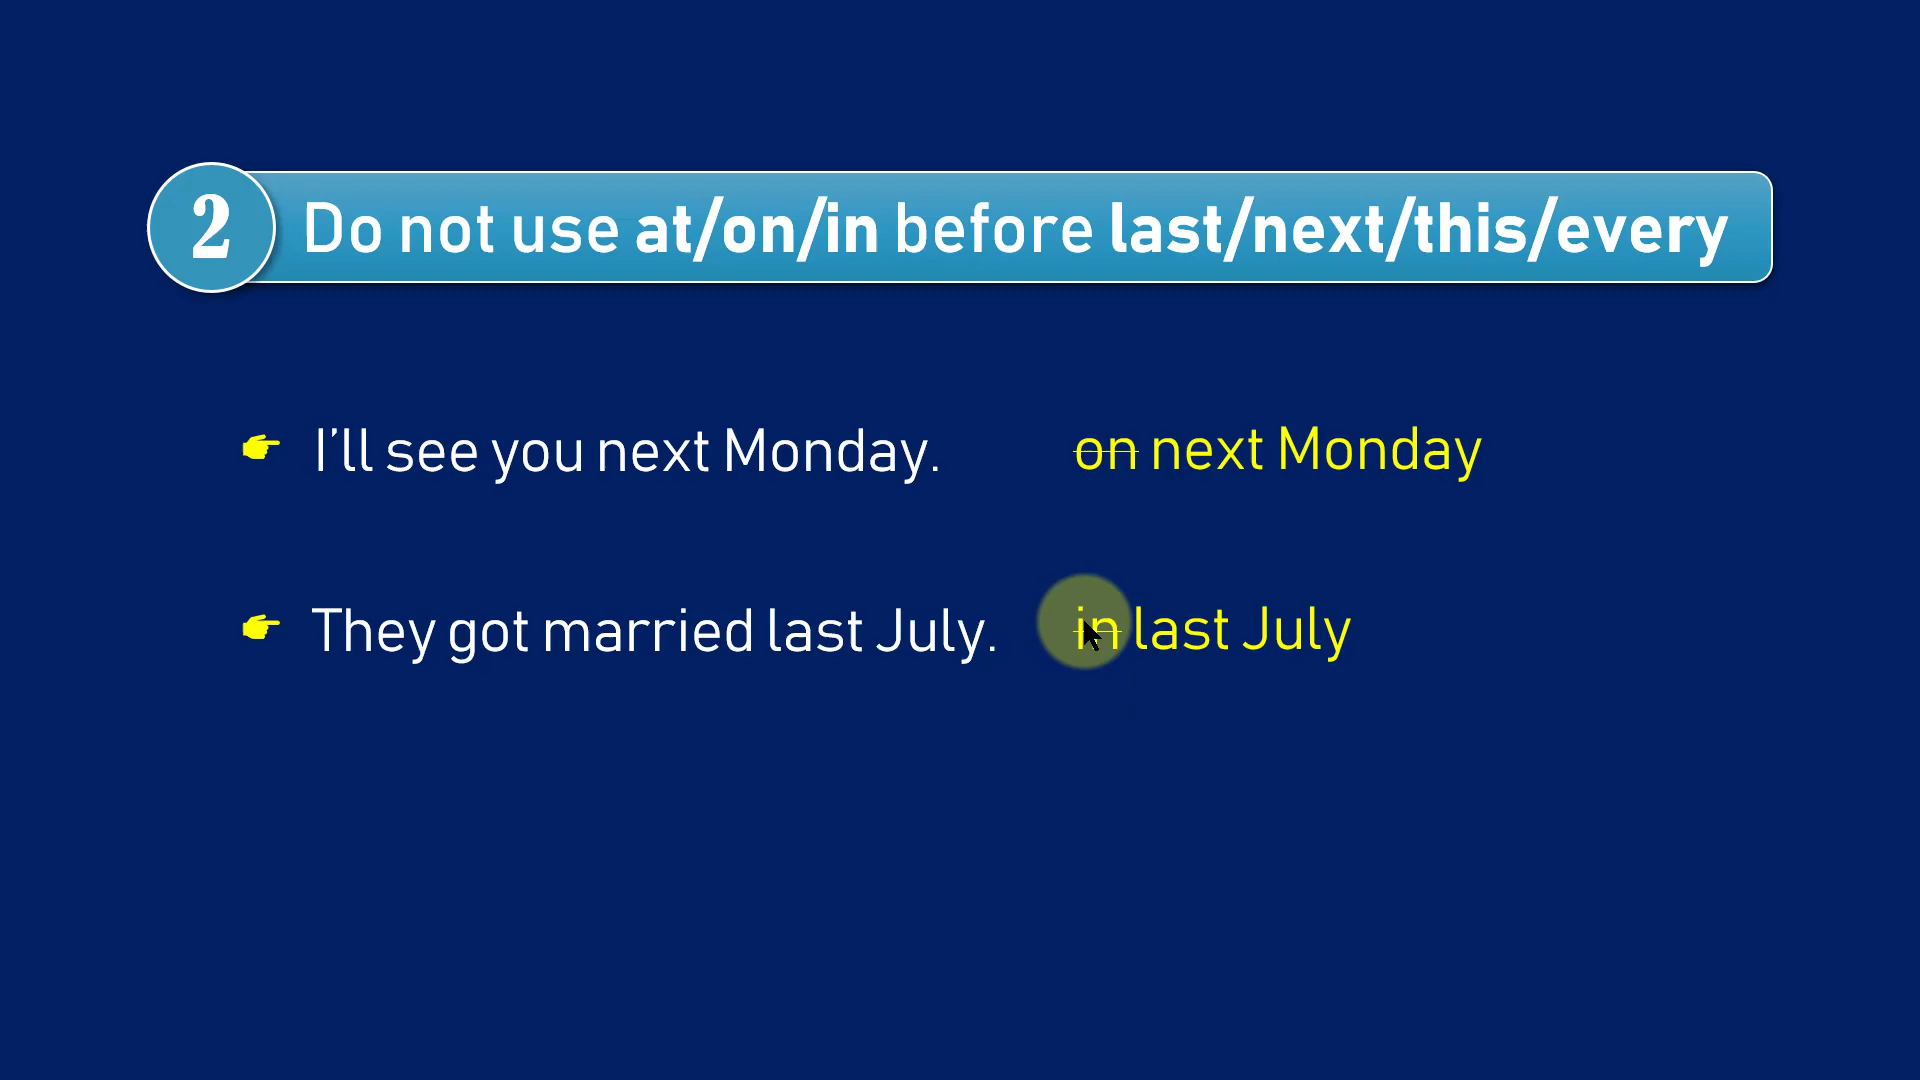 2 Do not use at/on/in before last/next/this/every
I’ll see you next Monday. on next Monday
They got married last July. in last July